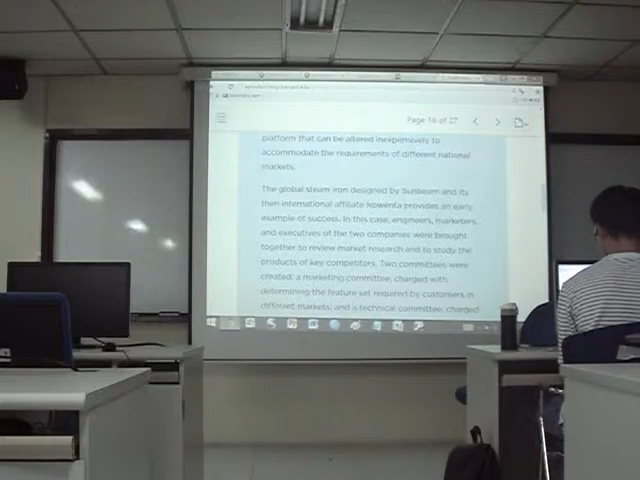 Page 16 of 27
platform that can be altered inexpensively to
accommodate the requirements of different national
markets.
The global steam iron designed by Sunbeam and its
then international affiliate Rowenta provides an early
example of success. In this case, engineers, marketers,
and executives of the two companies were brought
together to review market research and to study the
products of key competitors. Two committees were
created: a marketing committee, charged with
determining the feature set required by customers in
different markets; and a technical committee, charged